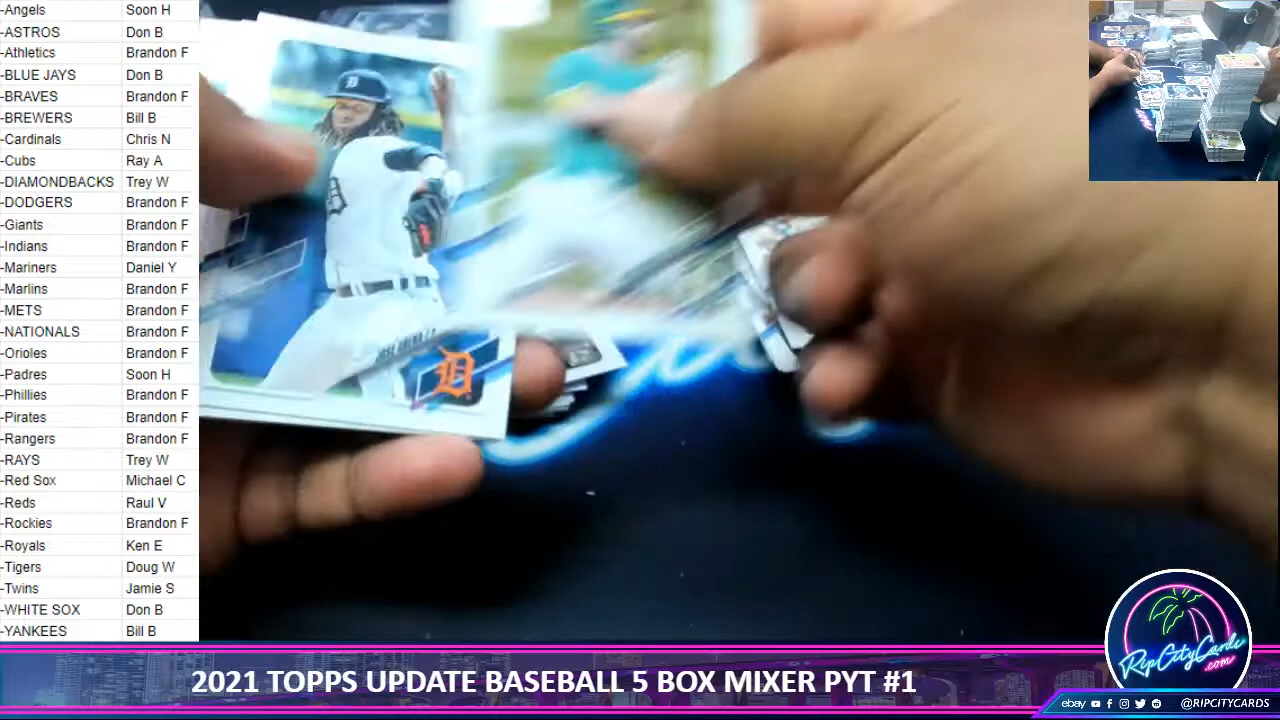 -Angels Soon H
-ASTROS Don B
-Athletics Brandon F
-BLUE JAYS Don B
-BRAVES Brandon F
-BREWERS Bill B
-Cardinals Chris N
-Cubs Ray A
-DIAMONDBACKS Trey W
-DODGERS Brandon F
-Giants Brandon F
-Indians Brandon F
-Mariners Daniel Y
-Marlins Brandon F
-METS Brandon F
-NATIONALS Brandon F
-Orioles Brandon F
-Padres Soon H
-Phillies Brandon F
-Pirates Brandon F
-Rangers Brandon F
-RAYS Trey W
-Red Sox Michael C
-Reds Raul V
-Rockies Brandon F
-Royals Ken E
-Tigers Doug W
-Twins Jamie S
-WHITE SOX Don B
-YANKEES Bill B
D
D
RipCityCards
.com
2021 TOPPS UPDATE BASEBALL 5 BOX MIXER PYT #1
ebay @RIPCITYCARDS